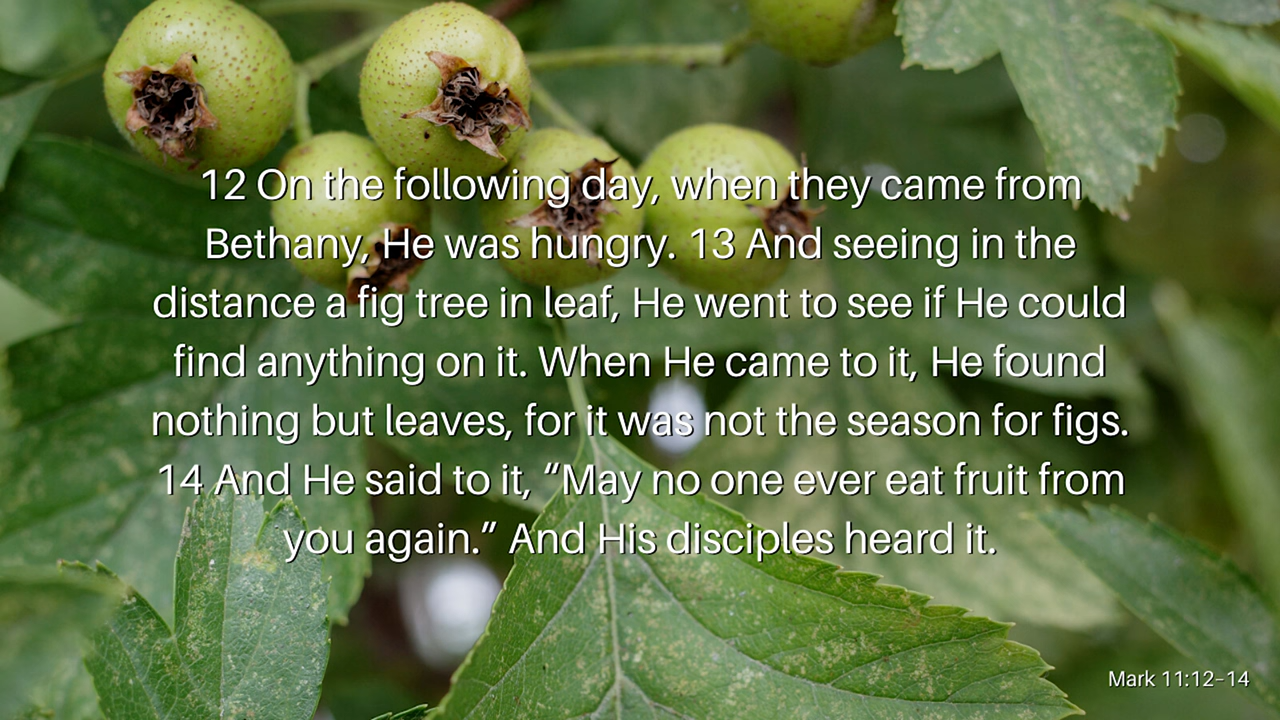 12 On the following day, when they came from
Bethany, He was hungry. 13 And seeing in the
distance a fig tree in leaf, He went to see if He could
find anything on it. When He came to it, He found
nothing but leaves, for it was not the season for figs.
14 And He said to it, “May no one ever eat fruit from
you again.” And His disciples heard it.
Mark 11:12–14